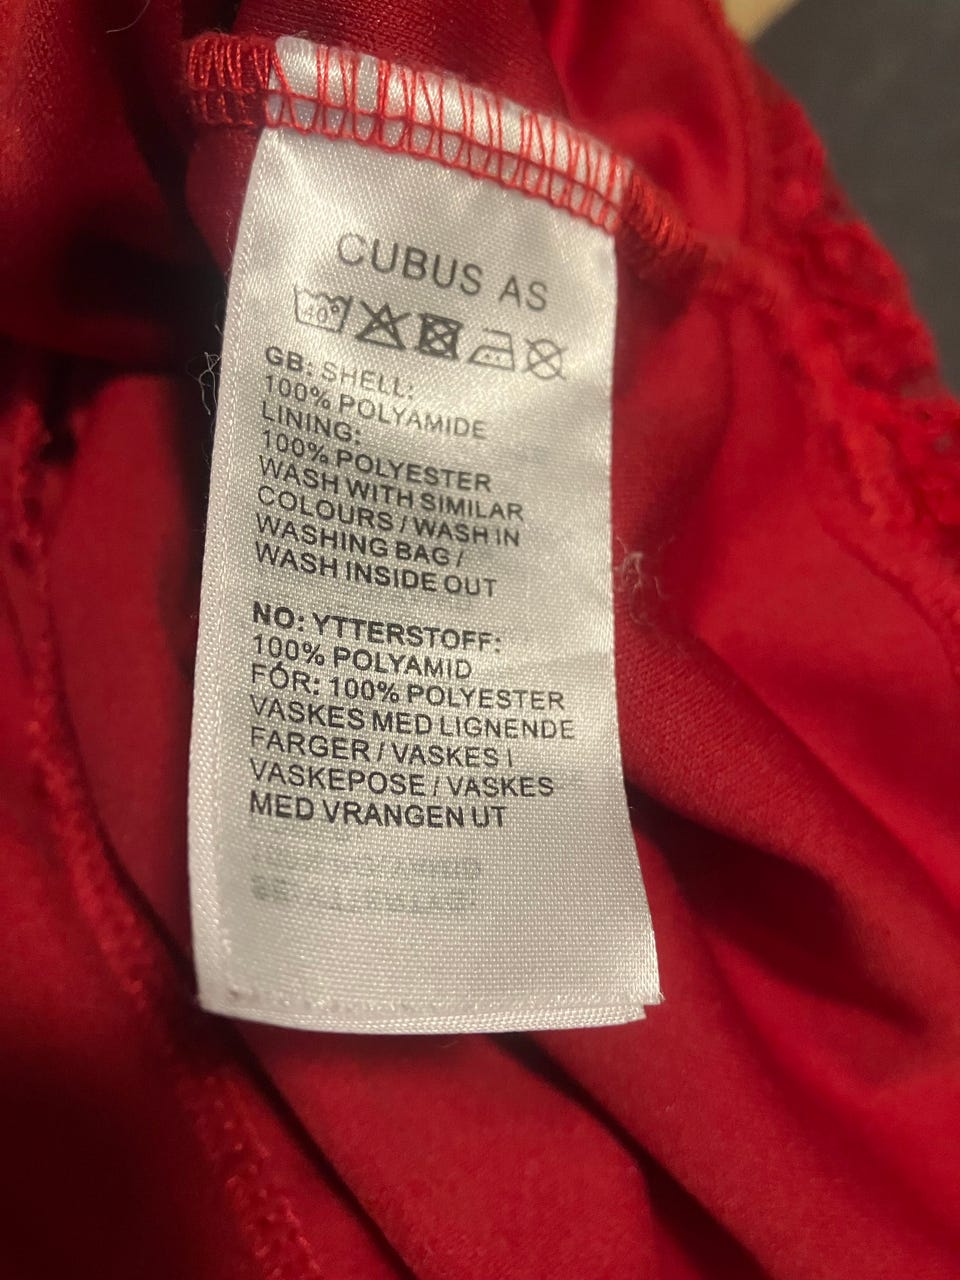 CUBUS AS
40°
GB: SHELL:
100% POLYAMIDE
LINING:
100% POLYESTER
WASH WITH SIMILAR
COLOURS / WASH IN
WASHING BAG /
WASH INSIDE OUT
NO: YTTERSTOFF:
100% POLYAMID
FÓR: 100% POLYESTER
VASKES MED LIGNENDE
FARGER / VASKES I
VASKEPOSE / VASKES
MED VRANGEN UT